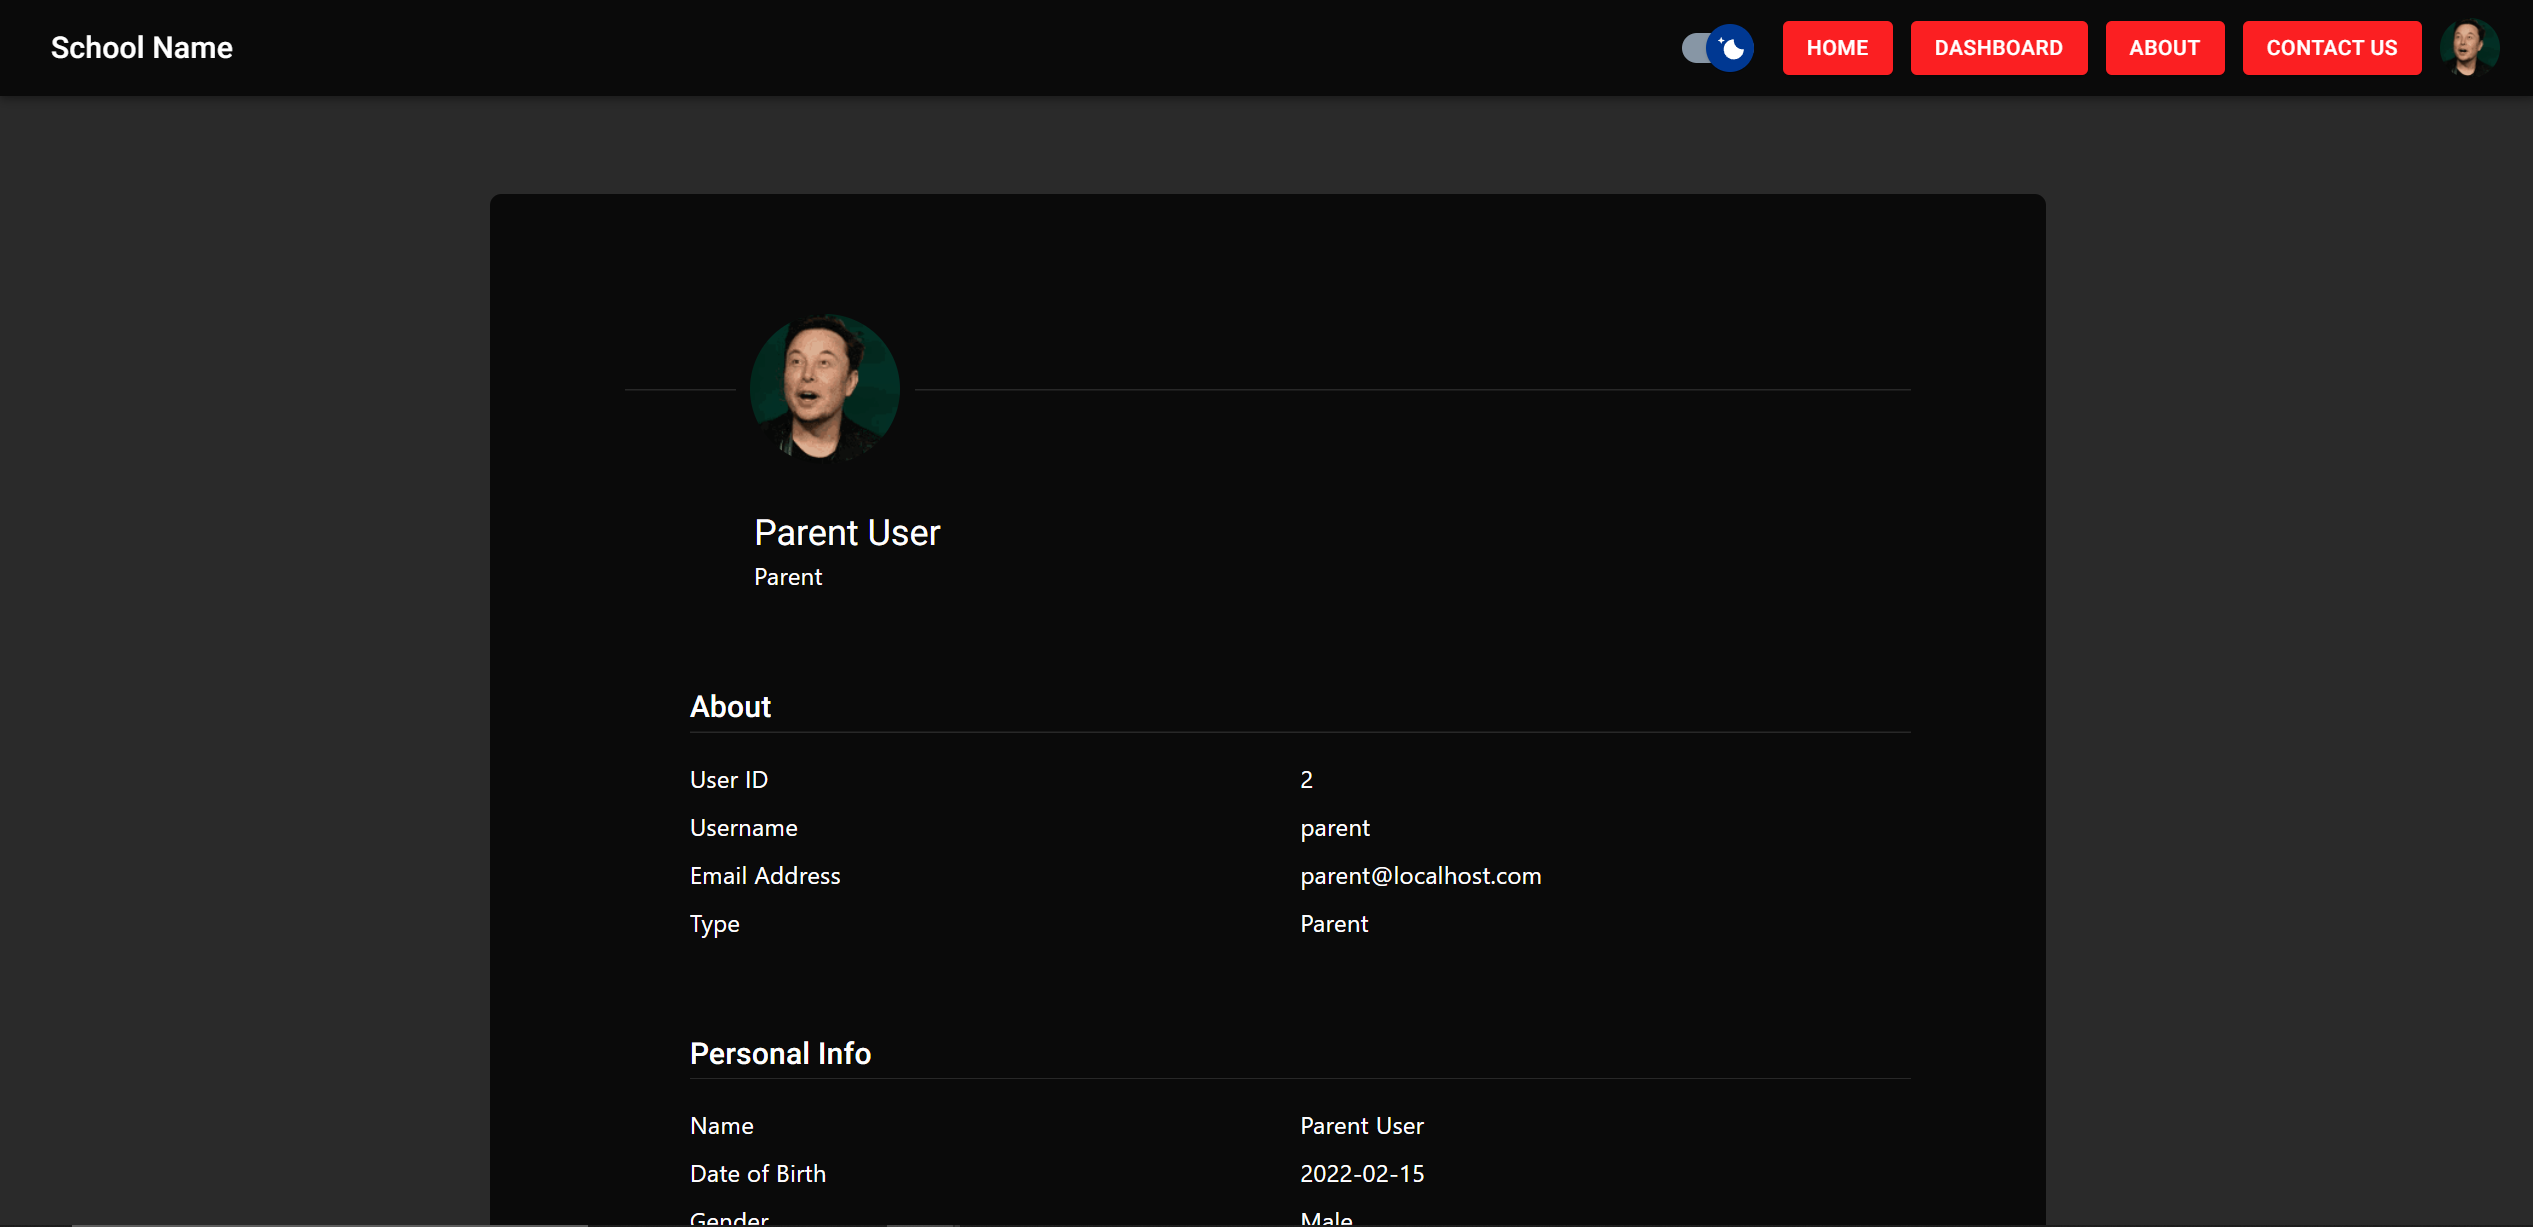 School Name
HOME
DASHBOARD
ABOUT
CONTACT US
Parent User
Parent
About
User ID 2
Username parent
Email Address parent@localhost.com
Type Parent
Personal Info
Name Parent User
Date of Birth 2022-02-15
Gender Male